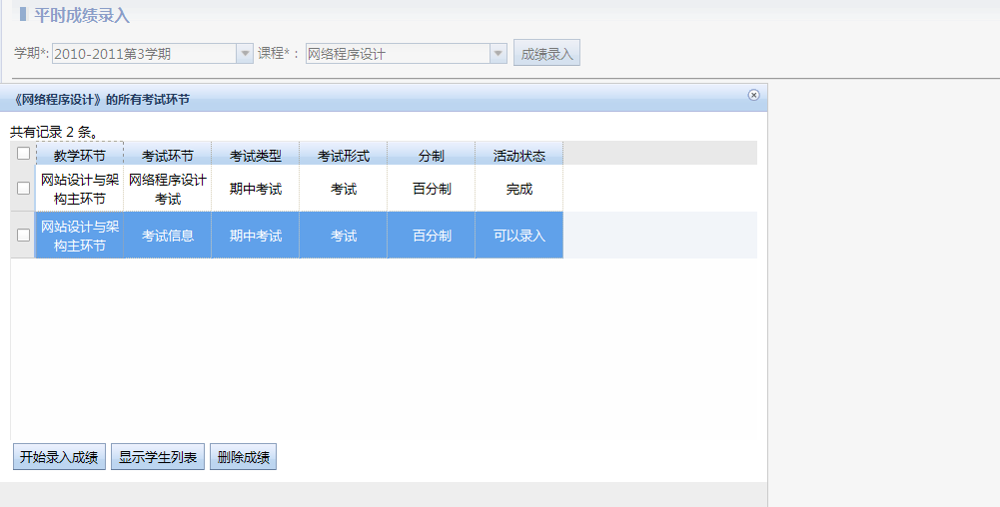 平时成绩录入
学期*: 2010-2011第3学期 课程*： 网络程序设计 成绩录入
《网络程序设计》的所有考试环节
共有记录 2 条。
教学环节 考试环节 考试类型 考试形式 分制 活动状态
网站设计与架构主环节 网络程序设计考试 期中考试 考试 百分制 完成
网站设计与架构主环节 考试信息 期中考试 考试 百分制 可以录入
开始录入成绩 显示学生列表 删除成绩